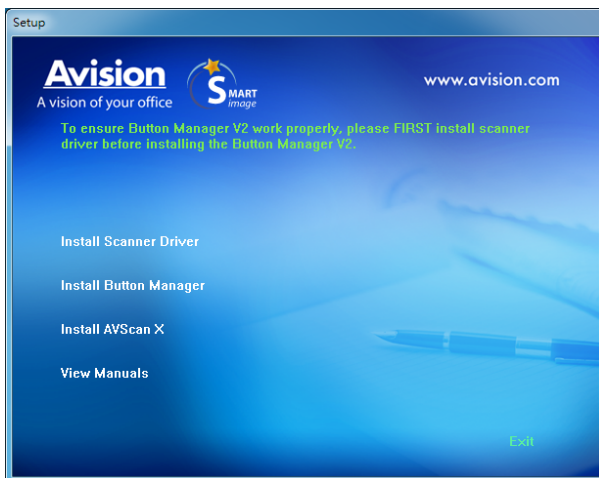 Setup
Avision
A vision of your office
SMART
Image
www.avision.com
To ensure Button Manager V2 work properly, please FIRST install scanner
driver before installing the Button Manager V2.
Install Scanner Driver
Install Button Manager
Install AVScan X
View Manuals
Exit